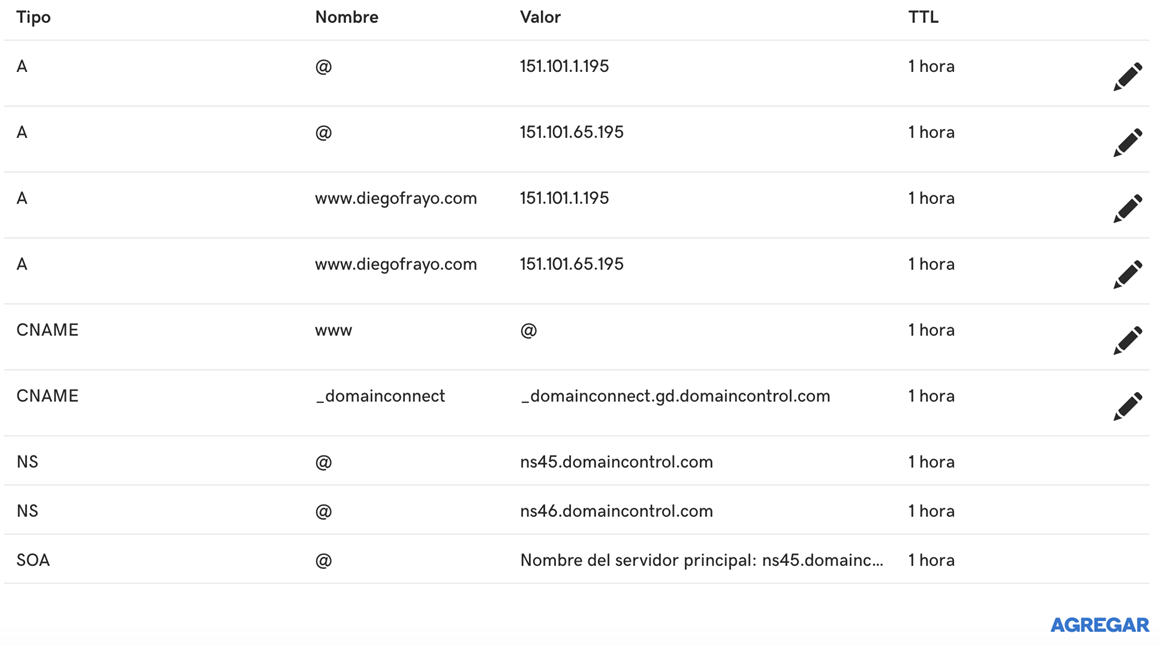 Tipo Nombre Valor TTL
A @ 151.101.1.195 1 hora
A @ 151.101.65.195 1 hora
A www.diegofrayo.com 151.101.1.195 1 hora
A www.diegofrayo.com 151.101.65.195 1 hora
CNAME www @ 1 hora
CNAME _domainconnect _domainconnect.gd.domaincontrol.com 1 hora
NS @ ns45.domaincontrol.com 1 hora
NS @ ns46.domaincontrol.com 1 hora
SOA @ Nombre del servidor principal: ns45.domainc... 1 hora
AGREGAR